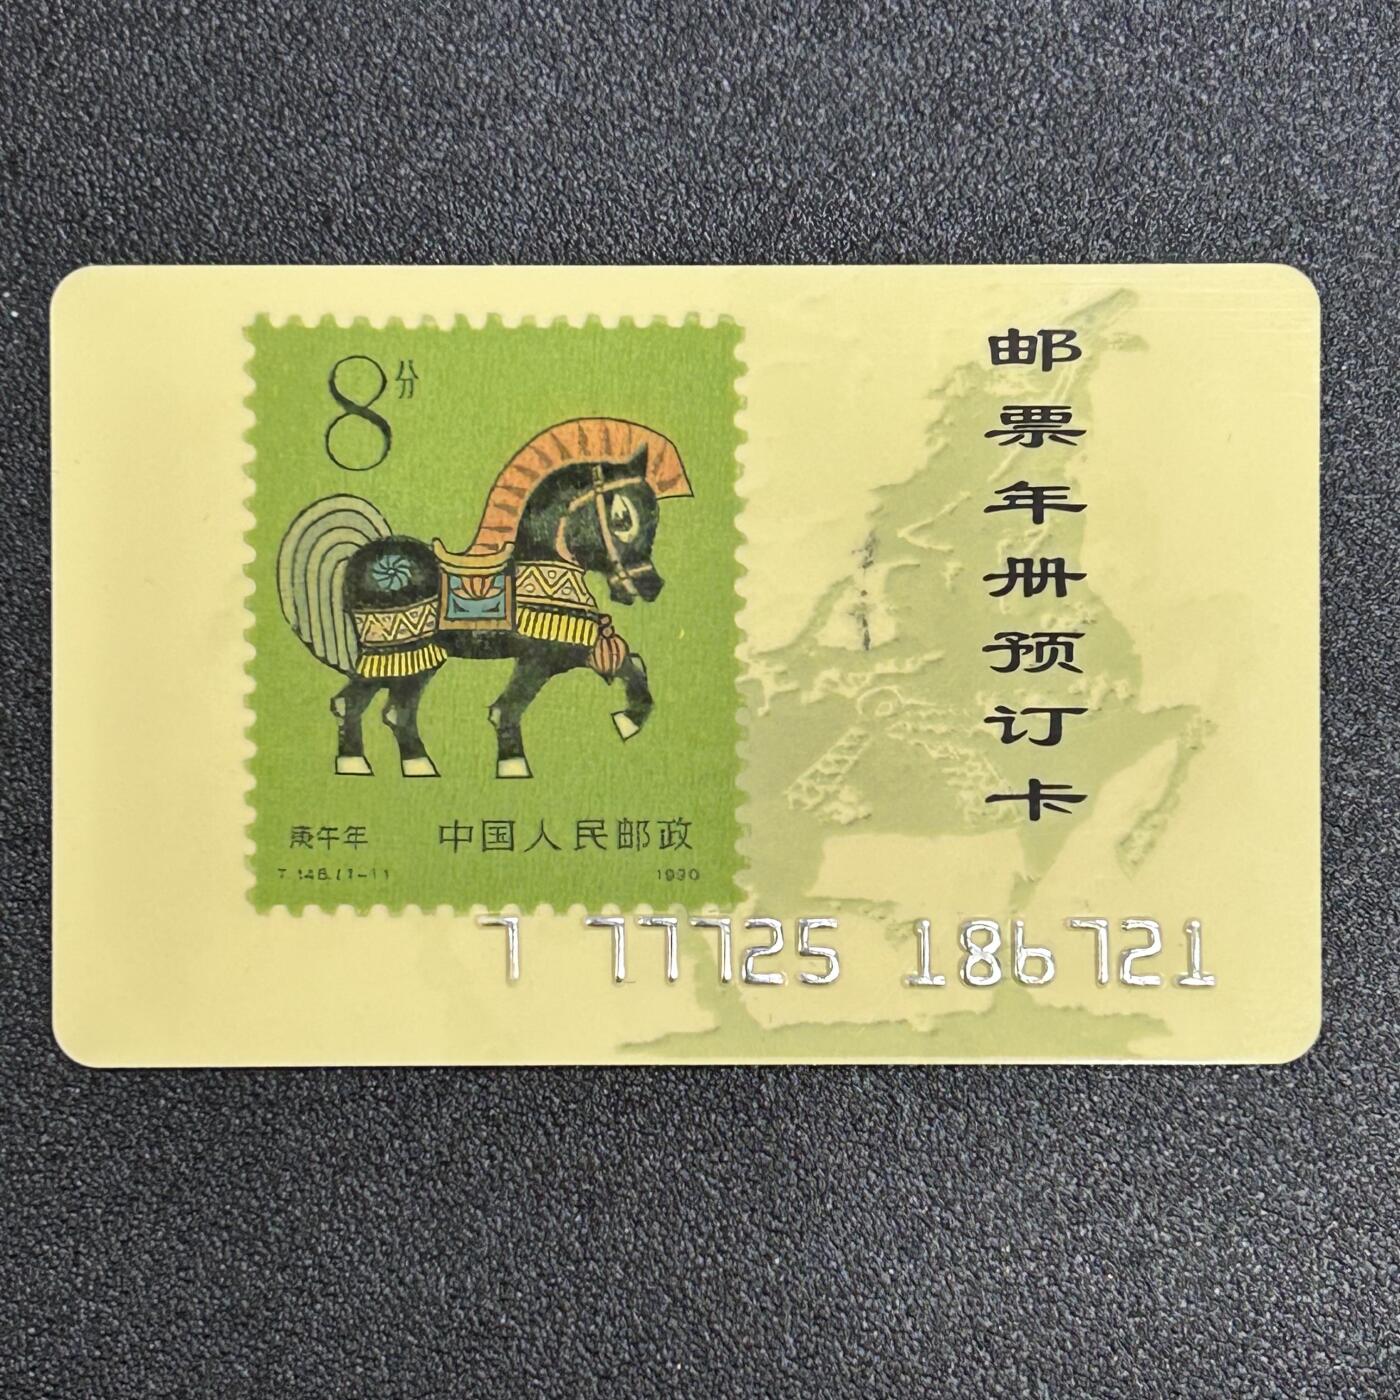 8分
庚午年
中国人民邮政
T.146.(1-1)
1990
邮票年册预订卡
7 77725 186721